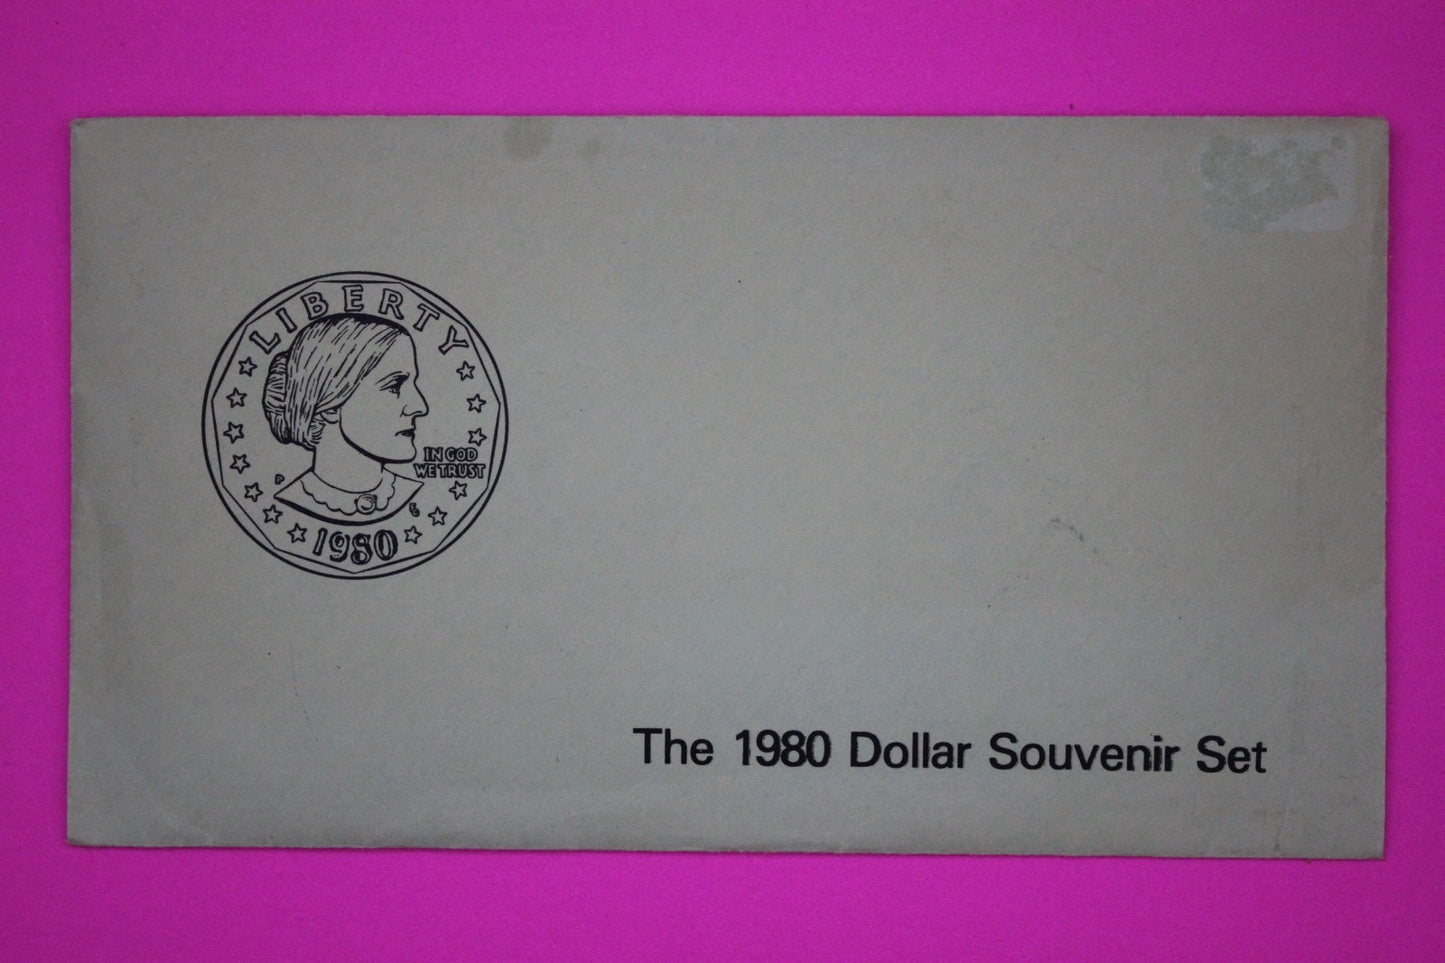 LIBERTY
IN GOD
WE TRUST
P
1980
The 1980 Dollar Souvenir Set